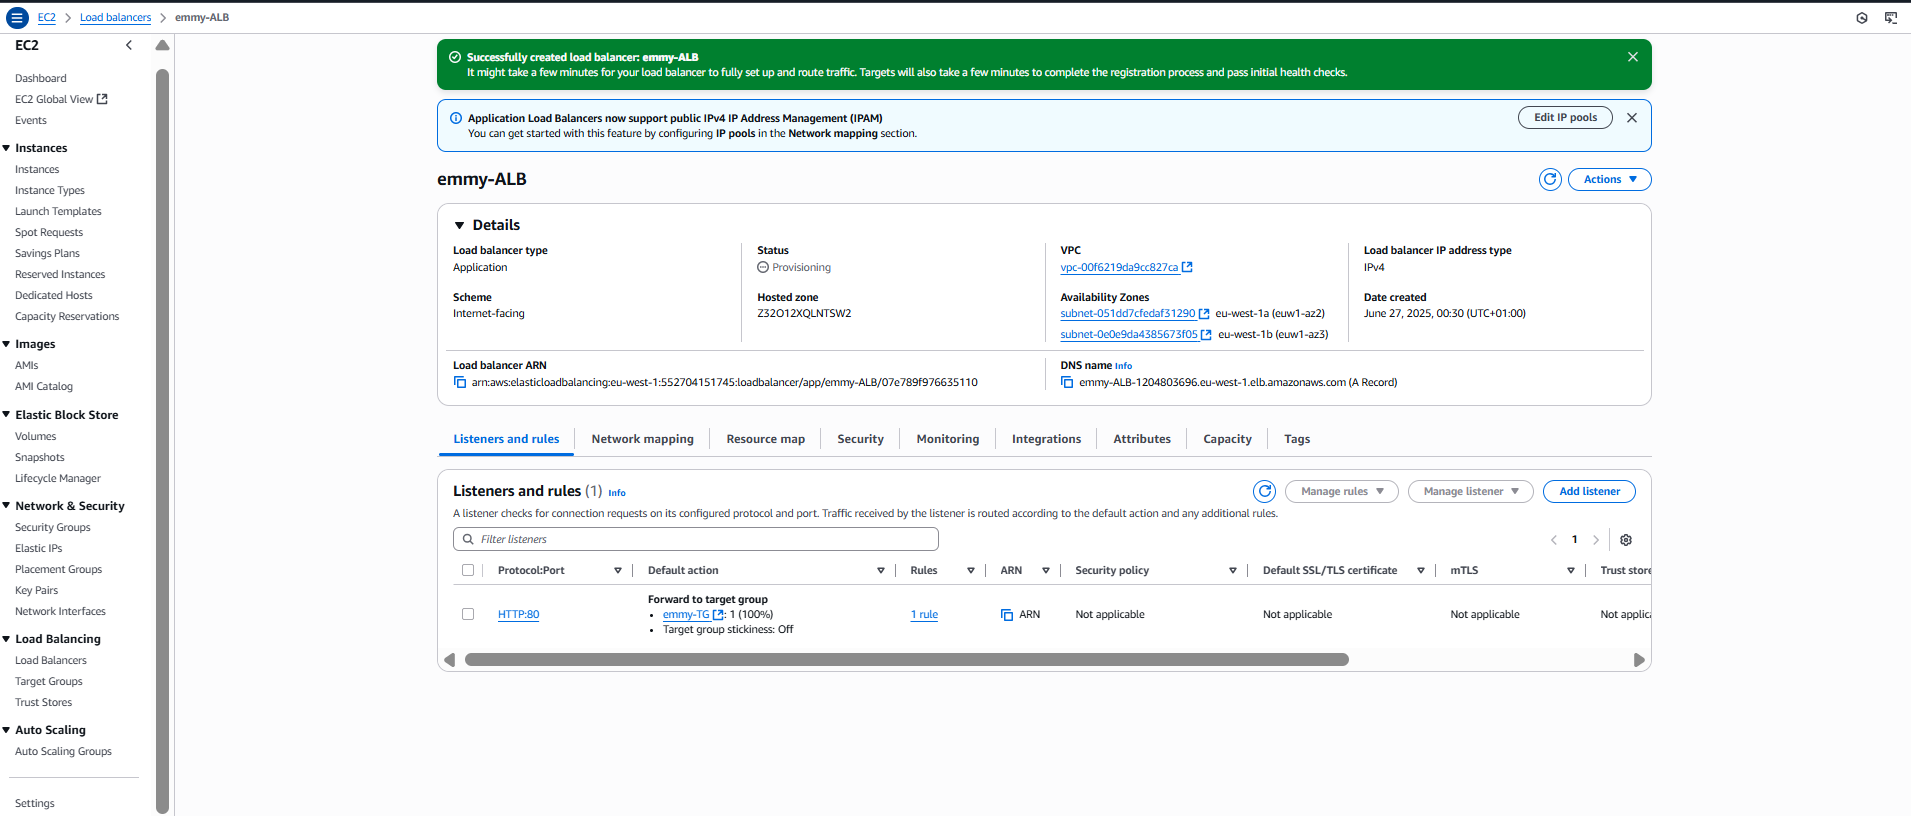 EC2 > Load balancers > emmy-ALB
EC2
Dashboard
EC2 Global View
Events
Instances
Instances
Instance Types
Launch Templates
Spot Requests
Savings Plans
Reserved Instances
Dedicated Hosts
Capacity Reservations
Images
AMIs
AMI Catalog
Elastic Block Store
Volumes
Snapshots
Lifecycle Manager
Network & Security
Security Groups
Elastic IPs
Placement Groups
Key Pairs
Network Interfaces
Load Balancing
Load Balancers
Target Groups
Trust Stores
Auto Scaling
Auto Scaling Groups
Settings
Successfully created load balancer: emmy-ALB
It might take a few minutes for your load balancer to fully set up and route traffic. Targets will also take a few minutes to complete the registration process and pass initial health checks.
Application Load Balancers now support public IPv4 IP Address Management (IPAM)
You can get started with this feature by configuring IP pools in the Network mapping section.
Edit IP pools
emmy-ALB
Actions
Details
Load balancer type
Application
Status
Provisioning
VPC
vpc-00f6219da9cc827ca
Load balancer IP address type
IPv4
Scheme
Internet-facing
Hosted zone
Z32O12XQLNTSW2
Availability Zones
subnet-051dd7cfedaf31290 eu-west-1a (euw1-az2)
subnet-0e0e9da4385673f05 eu-west-1b (euw1-az3)
Date created
June 27, 2025, 00:30 (UTC+01:00)
Load balancer ARN
arn:aws:elasticloadbalancing:eu-west-1:552704151745:loadbalancer/app/emmy-ALB/07e789f976635110
DNS name Info
emmy-ALB-1204803696.eu-west-1.elb.amazonaws.com (A Record)
Listeners and rules Network mapping Resource map Security Monitoring Integrations Attributes Capacity Tags
Listeners and rules (1) Info
Manage rules Manage listener Add listener
A listener checks for connection requests on its configured protocol and port. Traffic received by the listener is routed according to the default action and any additional rules.
Filter listeners
1
Protocol:Port Default action Rules ARN Security policy Default SSL/TLS certificate mTLS Trust store
HTTP:80
Forward to target group
• emmy-TG: 1 (100%)
• Target group stickiness: Off
1 rule ARN Not applicable Not applicable Not applicable Not applica